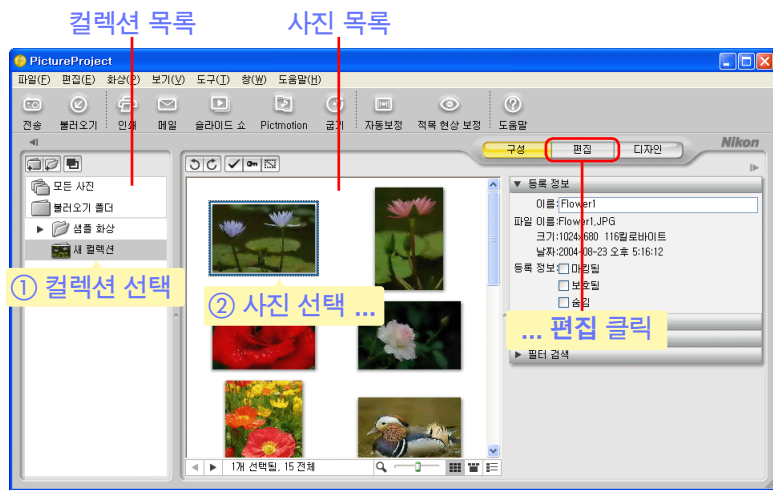 컬렉션 목록 사진 목록
PictureProject
파일(F) 편집(E) 화상(P) 보기(V) 도구(T) 창(W) 도움말(H)
전송 불러오기 인쇄 메일 슬라이드 쇼 Pictmotion 굽기 자동보정 적목 현상 보정 도움말
구성 편집 디자인 Nikon
모든 사진
불러오기 폴더
샘플 화상
새 컬렉션
① 컬렉션 선택
② 사진 선택 ...
등록 정보
이름: Flower1
파일 이름:Flower1.JPG
크기:1024x680 116킬로바이트
날짜:2004-08-23 오후 5:16:12
등록 정보: 마킹됨
보호됨
숨김
... 편집 클릭
필터 검색
1개 선택됨, 15 전체